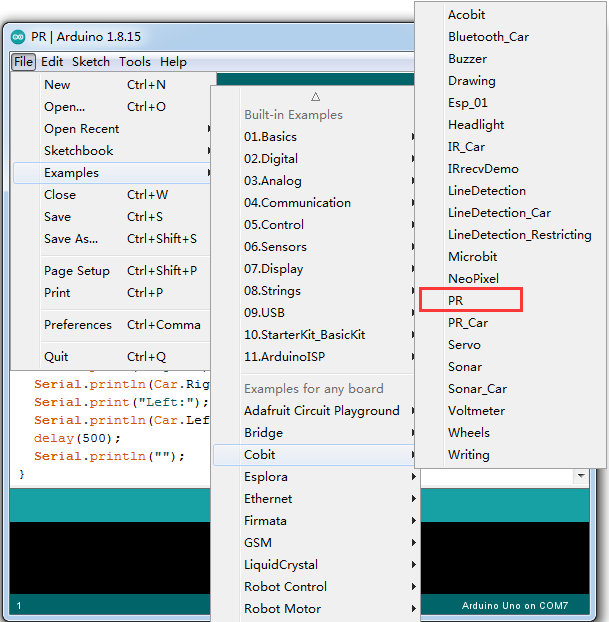 PR | Arduino 1.8.15
File Edit Sketch Tools Help
New Ctrl+N
Open... Ctrl+O
Open Recent
Sketchbook
Examples
Close Ctrl+W
Save Ctrl+S
Save As... Ctrl+Shift+S
Page Setup Ctrl+Shift+P
Print Ctrl+P
Preferences Ctrl+Comma
Quit Ctrl+Q
Built-in Examples
01.Basics
02.Digital
03.Analog
04.Communication
05.Control
06.Sensors
07.Display
08.Strings
09.USB
10.StarterKit_BasicKit
11.ArduinoISP
Examples for any board
Adafruit Circuit Playground
Bridge
Cobit
Esplora
Ethernet
Firmata
GSM
LiquidCrystal
Robot Control
Robot Motor
Acobit
Bluetooth_Car
Buzzer
Drawing
Esp_01
Headlight
IR_Car
IRrecvDemo
LineDetection
LineDetection_Car
LineDetection_Restricting
Microbit
NeoPixel
PR
PR_Car
Servo
Sonar
Sonar_Car
Voltmeter
Wheels
Writing
Serial.println(Car.Rig
Serial.print("Left:");
Serial.println(Car.Lef
delay(500);
Serial.println("");
}
1 Arduino Uno on COM7